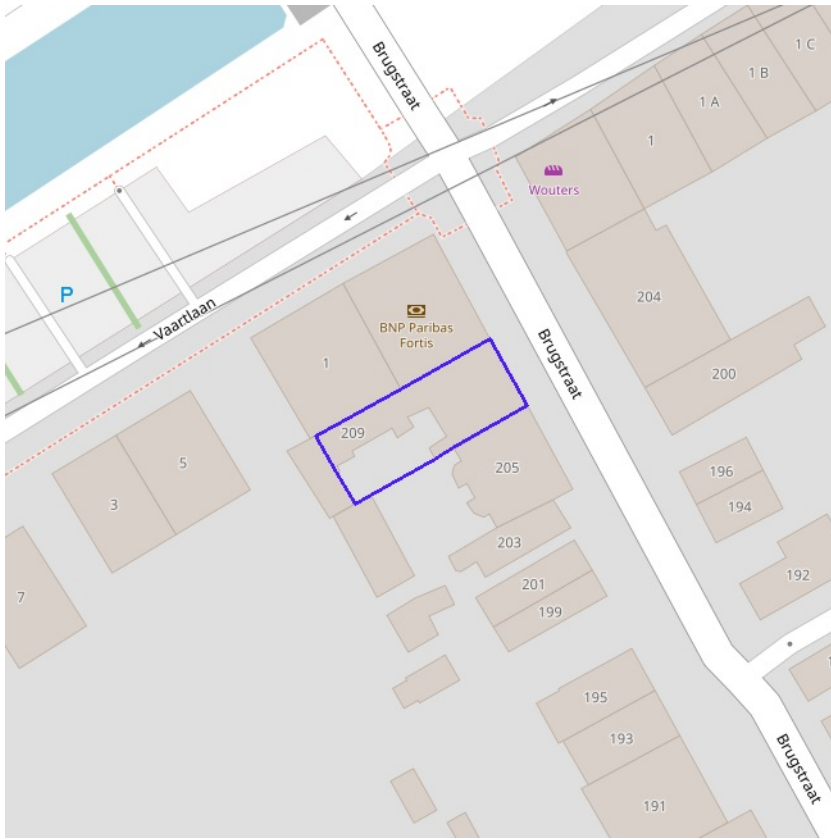 Brugstraat
1 C
1 B
1 A
1
Wouters
204
P
Vaartlaan
BNP Paribas
Fortis
1
Brugstraat
200
209
5
205
196
3
194
203
192
201
7
199
195
193
Brugstraat
191